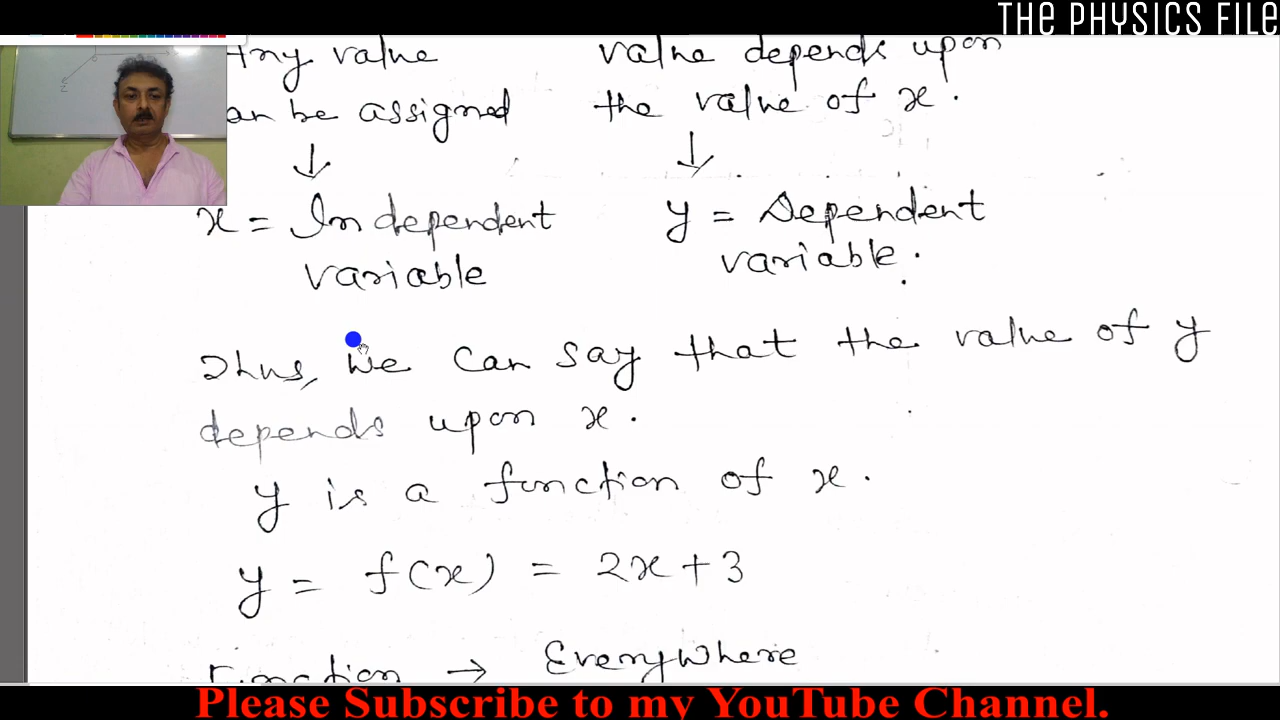 THE PHYSICS FILE
Any value
value depends upon
can be assigned
the value of x.
↓
↓
x = Independent
variable
y = Dependent
variable.
Thus, we can say that the value of y
depends upon x.
y is a function of x.
y = f(x) = 2x + 3
Function → Everywhere
Please Subscribe to my YouTube Channel.